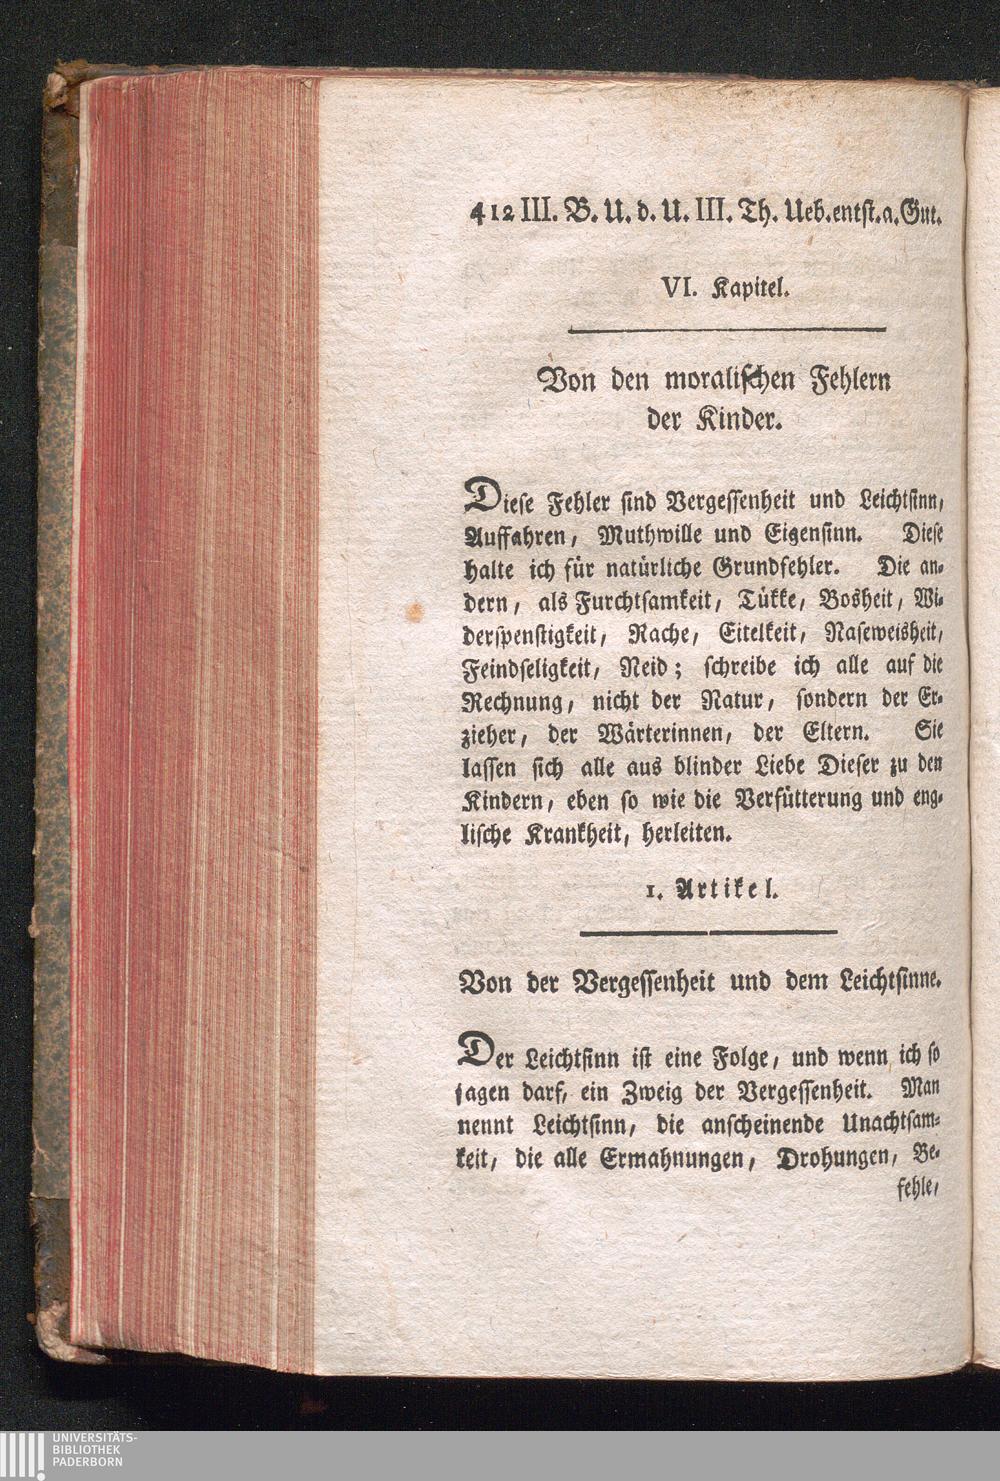 412 III. B. U. d. U. III. Th. Ueb. entst. a. Gut.
VI. Kapitel.
Von den moralischen Fehlern
der Kinder.
Diese Fehler sind Vergessenheit und Leichtsinn,
Auffahren, Muthwille und Eigensinn. Diese
halte ich für natürliche Grundfehler. Die an-
dern, als Furchtsamkeit, Tükke, Bosheit, Wi-
derspenstigkeit, Rache, Eitelkeit, Naseweisheit,
Feindseligkeit, Neid; schreibe ich alle auf die
Rechnung, nicht der Natur, sondern der Er-
zieher, der Wärterinnen, der Eltern. Sie
lassen sich alle aus blinder Liebe Dieser zu den
Kindern, eben so wie die Verfütterung und eng-
lische Krankheit, herleiten.
1. Artikel.
Von der Vergessenheit und dem Leichtsinne.
Der Leichtsinn ist eine Folge, und wenn ich so
sagen darf, ein Zweig der Vergessenheit. Man
nennt Leichtsinn, die anscheinende Unachtsam-
keit, die alle Ermahnungen, Drohungen, Be-
fehle,
UNIVERSITÄTS-
BIBLIOTHEK
PADERBORN